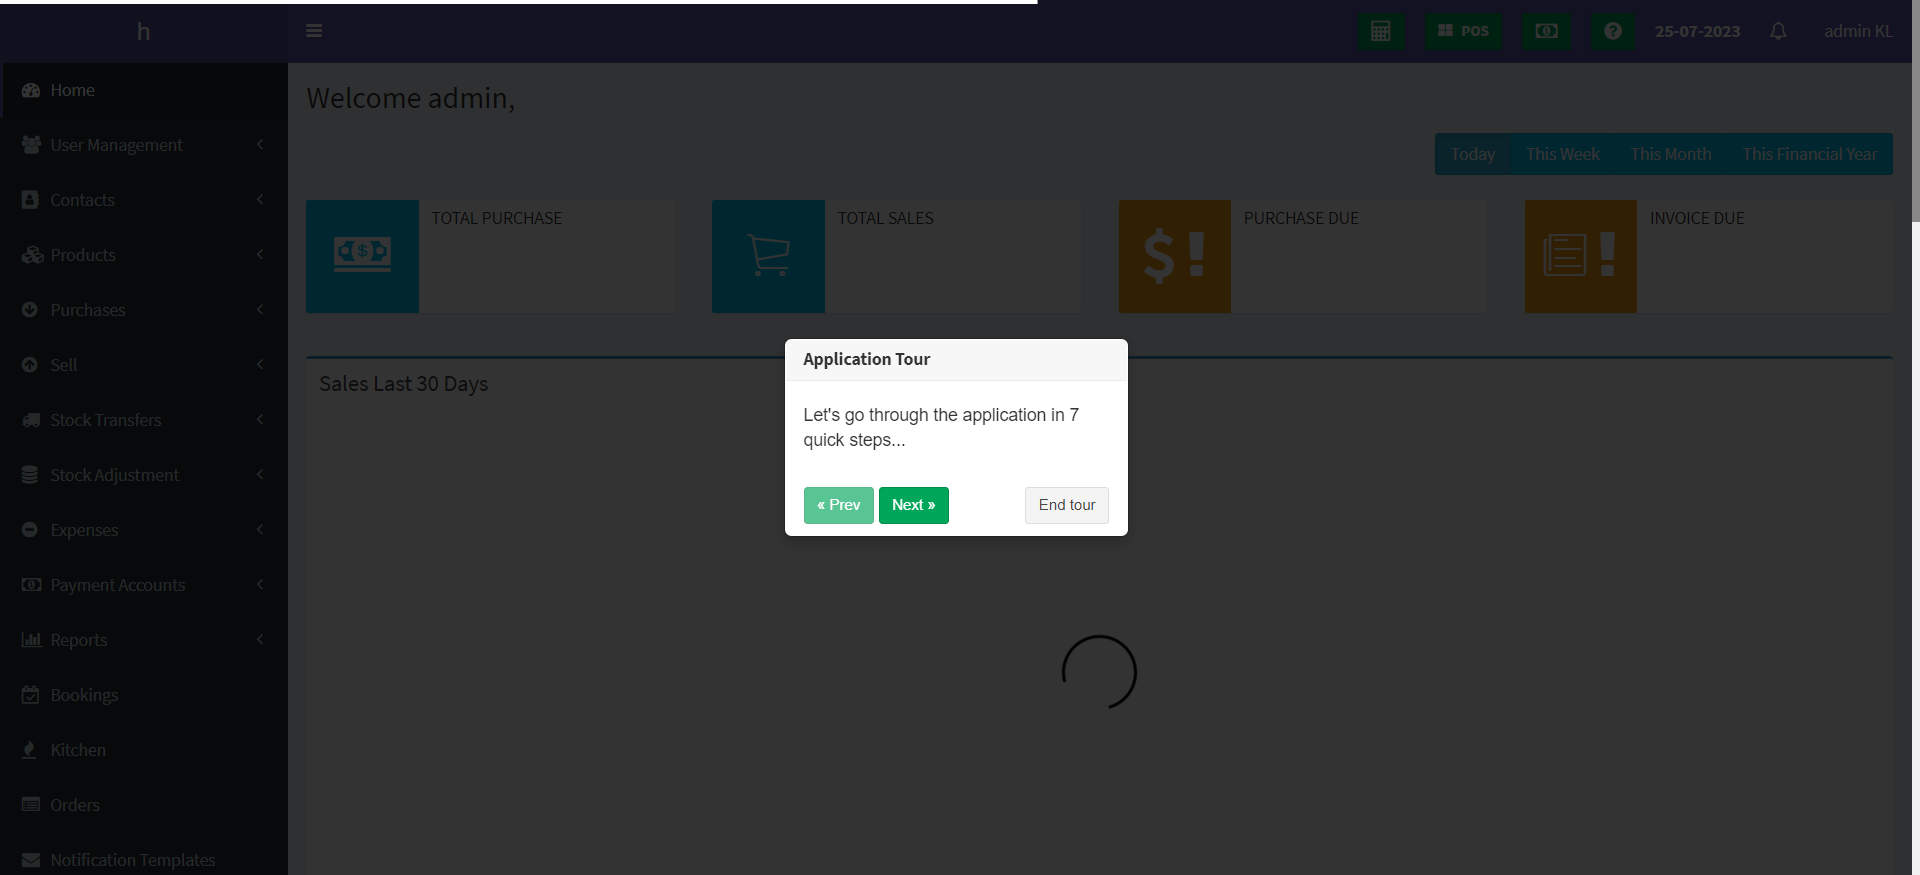 h
POS
25-07-2023
admin KL
Home
User Management
Contacts
Products
Purchases
Sell
Stock Transfers
Stock Adjustment
Expenses
Payment Accounts
Reports
Bookings
Kitchen
Orders
Notification Templates
Welcome admin,
Today This Week This Month This Financial Year
TOTAL PURCHASE
TOTAL SALES
PURCHASE DUE
INVOICE DUE
Sales Last 30 Days
Application Tour
Let's go through the application in 7
quick steps...
« Prev Next » End tour